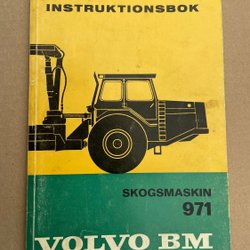 INSTRUKTIONSBOK
SKOGSMASKIN
971
VOLVO BM